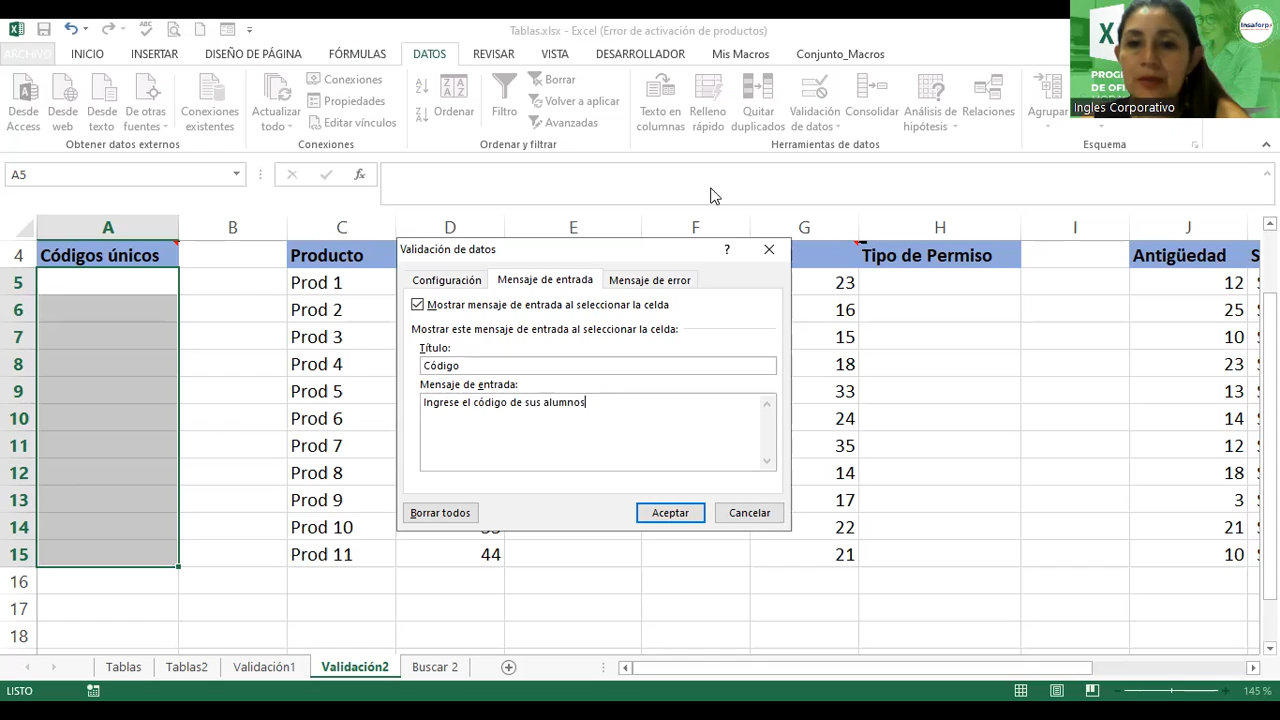 Tablas.xlsx - Excel (Error de activación de productos)
ARCHIVO INICIO INSERTAR DISEÑO DE PÁGINA FÓRMULAS DATOS REVISAR VISTA DESARROLLADOR Mis Macros Conjunto_Macros
Desde Access
Desde web
Desde texto
De otras fuentes
Conexiones existentes
Actualizar todo
Conexiones
Propiedades
Editar vínculos
Ordenar
Filtro
Borrar
Volver a aplicar
Avanzadas
Texto en columnas
Relleno rápido
Quitar duplicados
Validación de datos
Consolidar
Análisis de hipótesis
Relaciones
Agrupar
Obtener datos externos Conexiones Ordenar y filtrar Herramientas de datos Esquema
Insaforp
PROG
DE OFI
Ingles Corporativo
A5 fx
A B C D E F G H I J
4 Códigos únicos Producto Tipo de Permiso Antigüedad S
5 Prod 1 23 12
6 Prod 2 16 25
7 Prod 3 15 10
8 Prod 4 18 23
9 Prod 5 33 13
10 Prod 6 24 14
11 Prod 7 35 12
12 Prod 8 14 18
13 Prod 9 17 3
14 Prod 10 22 21
15 Prod 11 44 21 10
16
17
18
Validación de datos ?
Configuración Mensaje de entrada Mensaje de error
Mostrar mensaje de entrada al seleccionar la celda
Mostrar este mensaje de entrada al seleccionar la celda:
Título:
Código
Mensaje de entrada:
Ingrese el código de sus alumnos
Borrar todos Aceptar Cancelar
Tablas Tablas2 Validación1 Validación2 Buscar 2
LISTO 145 %